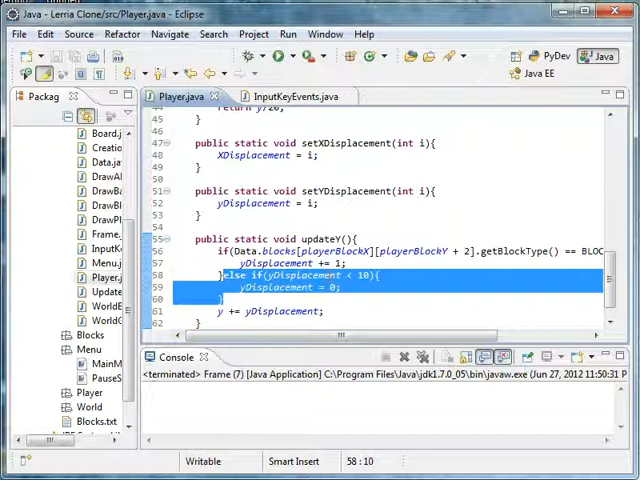 Java - Lerria Clone/src/Player.java - Eclipse
File Edit Source Refactor Navigate Search Project Run Window Help
PyDev Java
Java EE
Packag
Player.java InputKeyEvents.java
Board.j
Creatio
Data.jav
DrawAl
DrawBa
DrawBl
DrawPl
Frame.
InputKe
Menu.j
Player.j
Update
WorldE
WorldG
Blocks
Menu
MainM
PauseS
Player
World
Blocks.txt
44 return y/20;
45 }
46
47 public static void setXDisplacement(int i){
48 XDisplacement = i;
49 }
50
51 public static void setYDisplacement(int i){
52 yDisplacement = i;
53 }
54
55 public static void updateY(){
56 if(Data.blocks[playerBlockX][playerBlockY + 2].getBlockType() == BLOC
57 yDisplacement += 1;
58 }else if(yDisplacement < 10){
59 yDisplacement = 0;
60 }
61 y += yDisplacement;
62 }
Console
<terminated> Frame (7) [Java Application] C:\Program Files\Java\jdk1.7.0_05\bin\javaw.exe (Jun 27, 2012 11:50:31 P
Writable Smart Insert 58 : 10